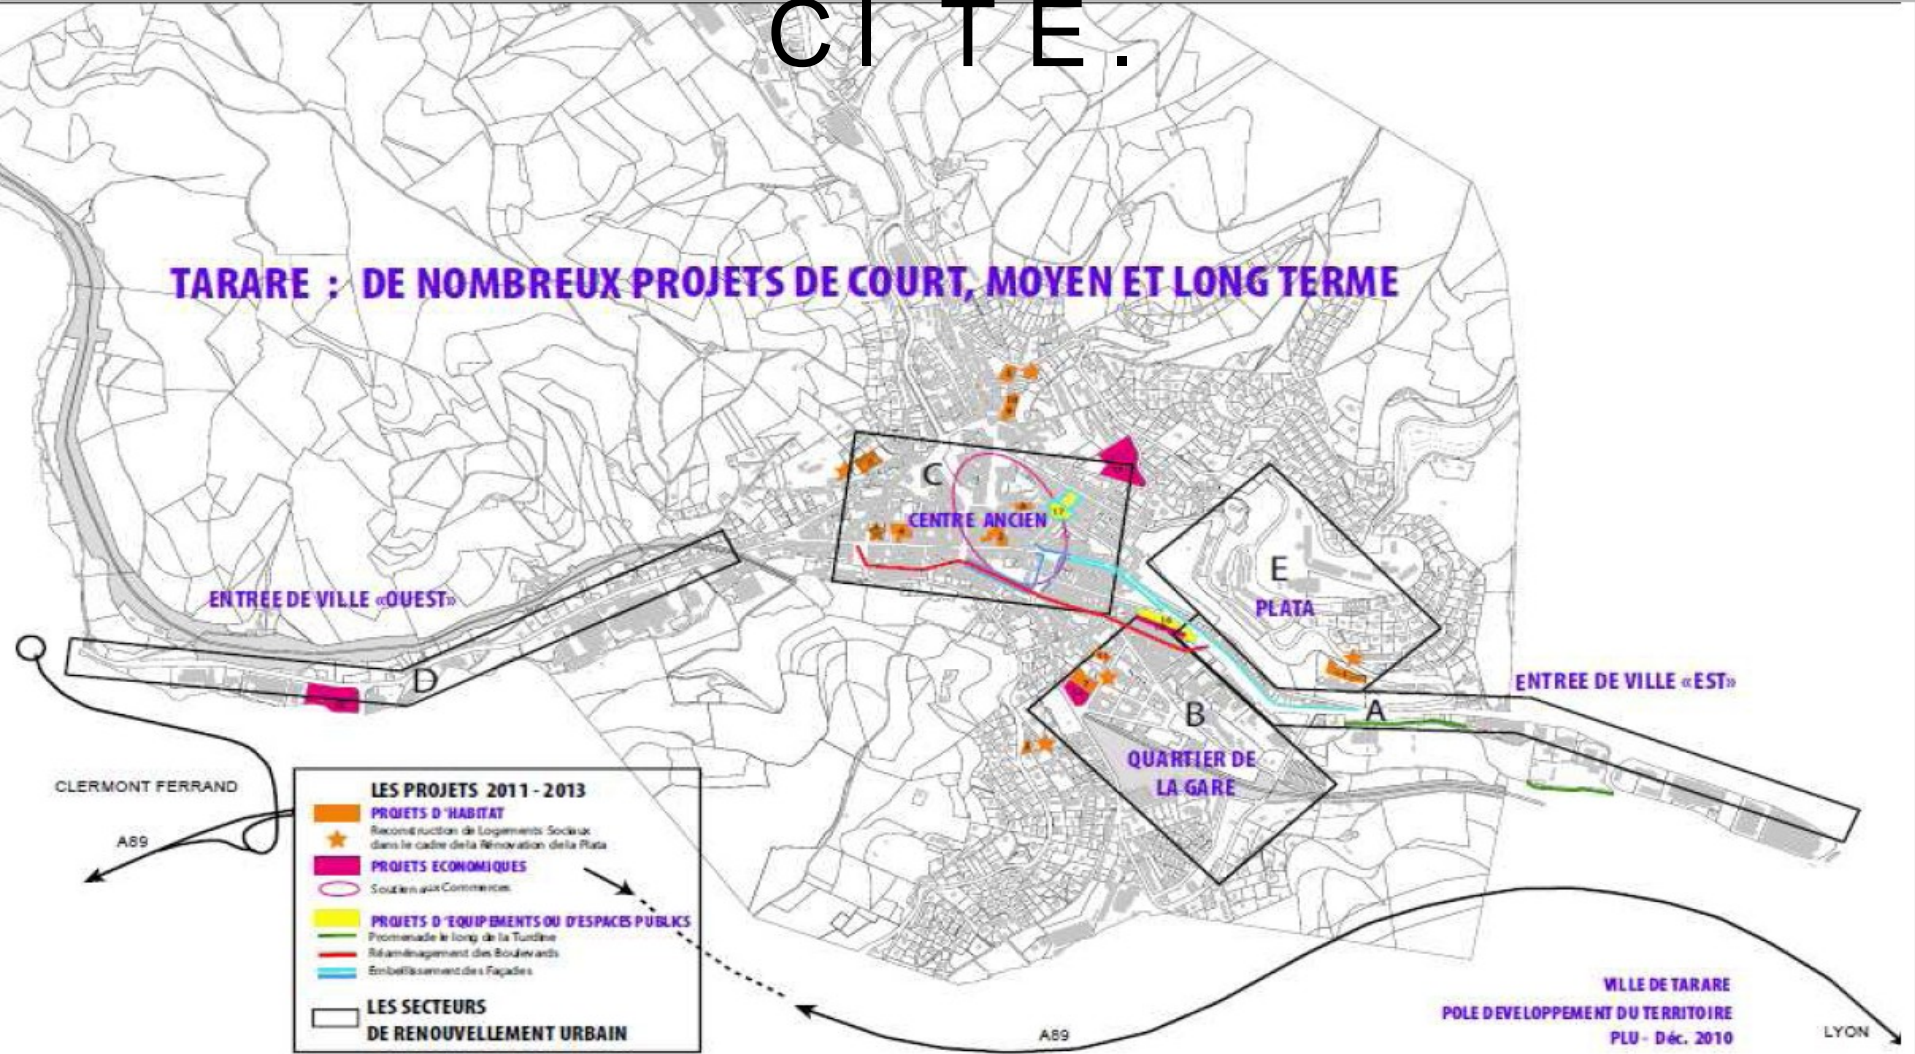 CITE.
TARARE : DE NOMBREUX PROJETS DE COURT, MOYEN ET LONG TERME
C
CENTRE ANCIEN
17
E
PLATA
ENTREE DE VILLE «OUEST»
D
ENTREE DE VILLE «EST»
A
B
QUARTIER DE
LA GARE
CLERMONT FERRAND
A89
LES PROJETS 2011 - 2013
PROJETS D'HABITAT
Reconstruction de Logements Sociaux
dans le cadre de la Rénovation de la Plata
PROJETS ECONOMIQUES
Soutien aux Commerces
PROJETS D'EQUIPEMENTS OU D'ESPACES PUBLICS
Promenade le long de la Turdine
Réaménagement des Boulevards
Embellissement des Façades
LES SECTEURS
DE RENOUVELLEMENT URBAIN
A89
VILLE DE TARARE
POLE DEVELOPPEMENT DU TERRITOIRE
PLU - Déc. 2010
LYON